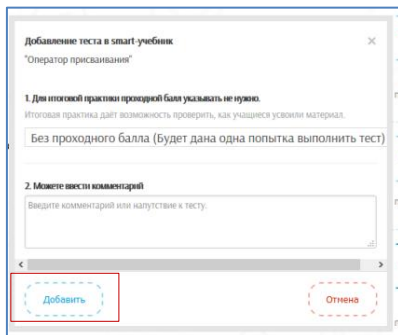 Добавление теста в smart-учебник
"Оператор присваивания"
1. Для итоговой практики проходной балл указывать не нужно.
Итоговая практика даёт возможность проверить, как учащиеся усвоили материал.
Без проходного балла (Будет дана одна попытка выполнить тест)
2. Можете ввести комментарий
Введите комментарий или напутствие к тесту.
Добавить
Отмена